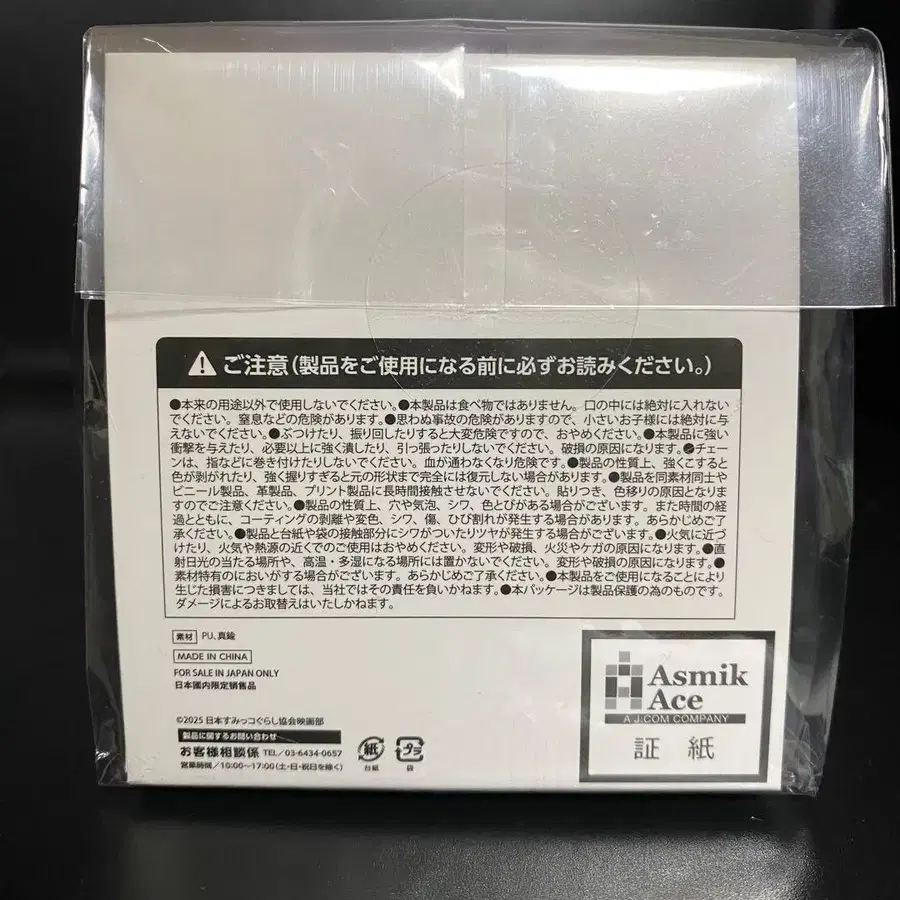 ご注意(製品をご使用になる前に必ずお読みください。)
●本来の用途以外で使用しないでください。●本製品は食べ物ではありません。口の中には絶対に入れない
でください。窒息などの危険があります。●思わぬ事故の危険がありますので、小さいお子様には絶対に与
えないでください。●ぶつけたり、振り回したりすると大変危険ですので、おやめください。●本製品に強い
衝撃を与えたり、必要以上に強く潰したり、引っ張ったりしないでください。破損の原因になります。●チェー
ンは、指などに巻き付けたりしないでください。血が通わなくなり危険です。●製品の性質上、強くこすると
色が剥がれたり、強く握りすぎると元の形状まで完全には復元しない場合があります。●製品を同素材同士や
ビニール製品、革製品、プリント製品に長時間接触させないでください。貼りつき、色移りの原因となりま
すのでご注意ください。●製品の性質上、穴や気泡、シワ、色とびがある場合がございます。また時間の経
過とともに、コーティングの剥離や変色、シワ、傷、ひび割れが発生する場合があります。あらかじめご了
承ください。●製品と台紙や袋の接触部分にシワがついたりツヤが発生する場合がございます。●火気に近づ
けたり、火気や熱源の近くでのご使用はおやめください。変形や破損、火災やケガの原因になります。●直
射日光の当たる場所や、高温・多湿になる場所には置かないでください。変形や破損の原因になります。●
素材特有のにおいがする場合がございます。あらかじめご了承ください。●本製品をご使用になることにより
生じた損害につきましては、当社ではその責任を負いかねます。●本パッケージは製品保護の為のものです。
ダメージによるお取替えはいたしかねます。
素材 PU、真鍮
MADE IN CHINA
FOR SALE IN JAPAN ONLY
日本國内限定銷售品
©2025 日本すみっコぐらし協会映画部
製品に関するお問い合わせ
お客様相談係 TEL/03-6434-0657
営業時間/10:00〜17:00(土・日・祝日を除く)
紙
台紙
プラ
袋
Asmik
Ace
A J:COM COMPANY
証 紙